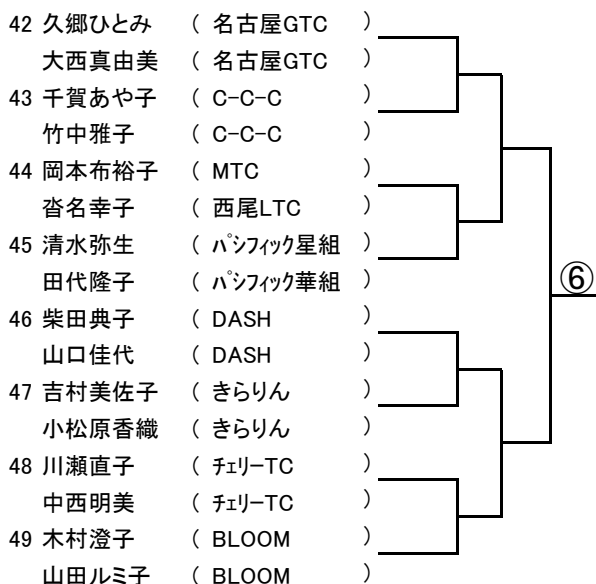 42 久郷ひとみ ( 名古屋GTC )
大西真由美 ( 名古屋GTC )
43 千賀あや子 ( C-C-C )
竹中雅子 ( C-C-C )
44 岡本布裕子 ( MTC )
沓名幸子 ( 西尾LTC )
45 清水弥生 ( ﾊﾟシフィック星組 )
田代隆子 ( ﾊﾟシフィック華組 )
⑥
46 柴田典子 ( DASH )
山口佳代 ( DASH )
47 吉村美佐子 ( きらりん )
小松原香織 ( きらりん )
48 川瀬直子 ( チェリーTC )
中西明美 ( チェリーTC )
49 木村澄子 ( BLOOM )
山田ルミ子 ( BLOOM )